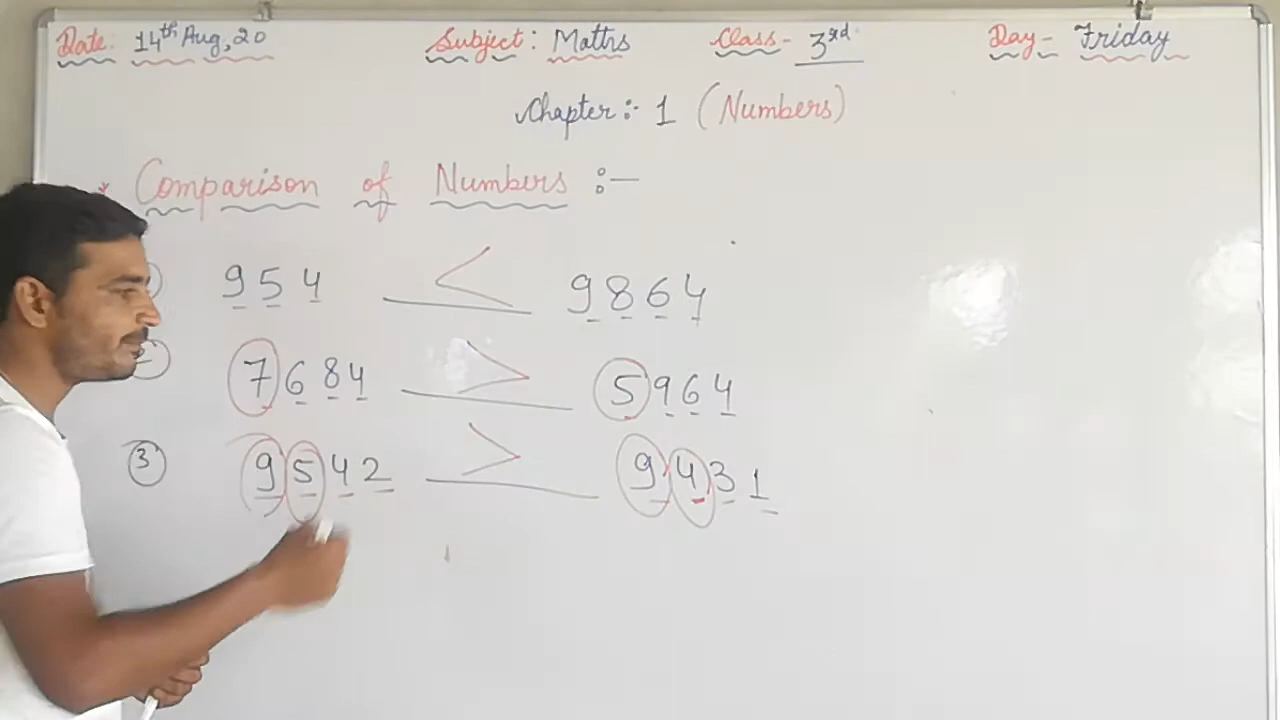 Date: 14th Aug, 20 Subject: Maths Class- 3rd Day- Friday
Chapter:- 1 (Numbers)
* Comparison of Numbers :-
954 < 9864
7684 > 5964
3 9542 > 9431